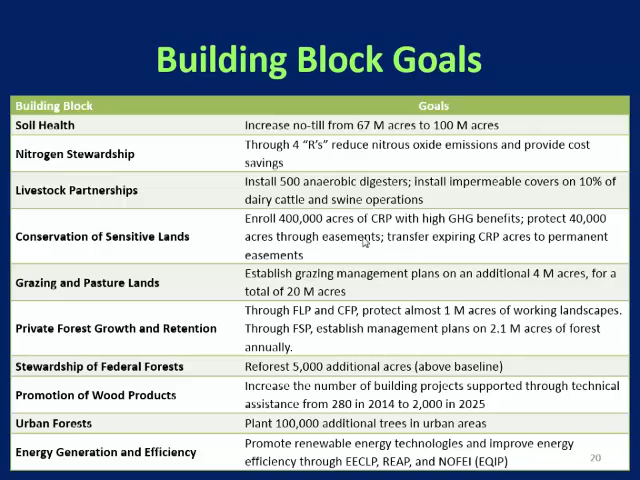 Building Block Goals
Building Block Goals
Soil Health Increase no-till from 67 M acres to 100 M acres
Nitrogen Stewardship Through 4 “R’s” reduce nitrous oxide emissions and provide cost
savings
Livestock Partnerships Install 500 anaerobic digesters; install impermeable covers on 10% of
dairy cattle and swine operations
Conservation of Sensitive Lands Enroll 400,000 acres of CRP with high GHG benefits; protect 40,000
acres through easements; transfer expiring CRP acres to permanent
easements
Grazing and Pasture Lands Establish grazing management plans on an additional 4 M acres, for a
total of 20 M acres
Private Forest Growth and Retention Through FLP and CFP, protect almost 1 M acres of working landscapes.
Through FSP, establish management plans on 2.1 M acres of forest
annually.
Stewardship of Federal Forests Reforest 5,000 additional acres (above baseline)
Promotion of Wood Products Increase the number of building projects supported through technical
assistance from 280 in 2014 to 2,000 in 2025
Urban Forests Plant 100,000 additional trees in urban areas
Energy Generation and Efficiency Promote renewable energy technologies and improve energy
efficiency through EECLP, REAP, and NOFEI (EQIP)
20